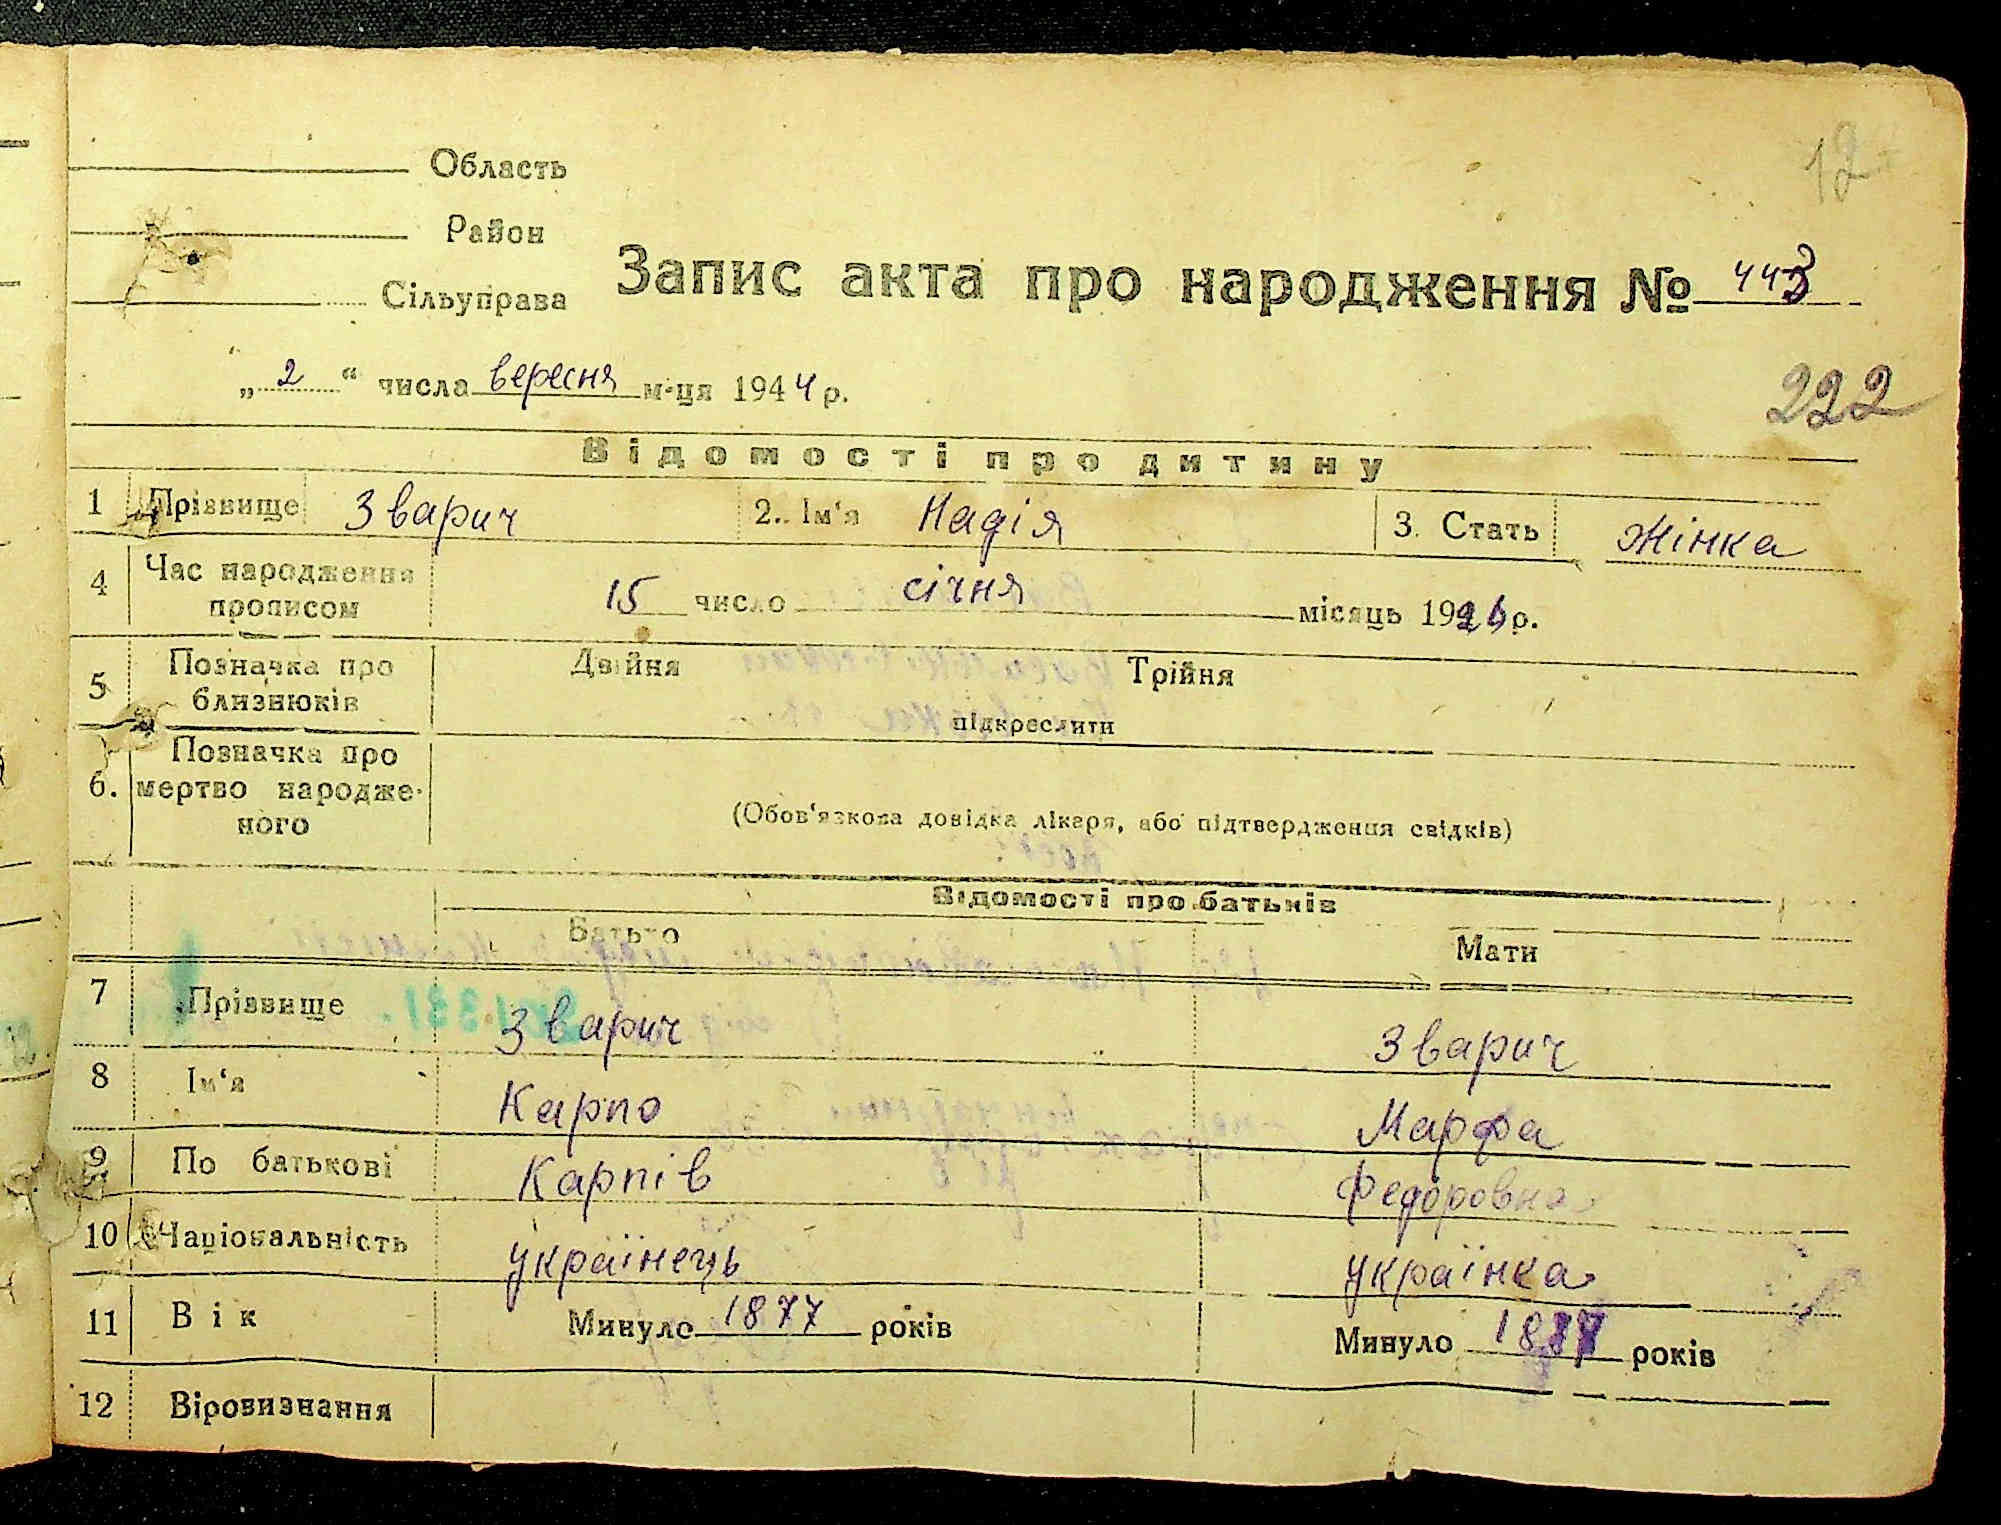 12
Область
Район
Сільуправа
Запис акта про народження № 443
„2“ числа вересня м-ця 1944 р.
222
Відомості про дитину
1 Прізвище Зварич 2. Ім‘я Надія 3. Стать жінка
4 Час народження прописом 15 число січня місяць 19 р.
5 Позначка про близнюків Двійня Трійня
підкреслити
6. Позначка про мертво народженого
(Обов‘язкова довідка лікаря, або підтвердження свідків)
Відомості про батьків
Батько Мати
7 Прізвище Зварич Зварич
8 Ім‘я Карпо Марфа
9 По батькові Карпів Федоровна
10 Національність українець українка
11 Вік Минуло 1877 років Минуло 1877 років
12 Віровизнання